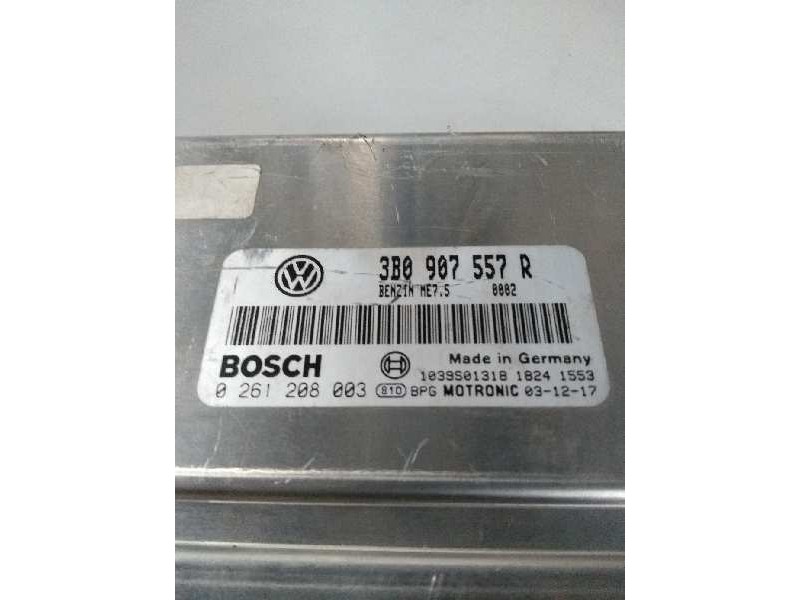 VW
3B0 907 557 R
BENZIN ME7.5 0002
BOSCH
Made in Germany
1039S01318 1824 1553
0 261 208 003 810 BPG MOTRONIC 03-12-17